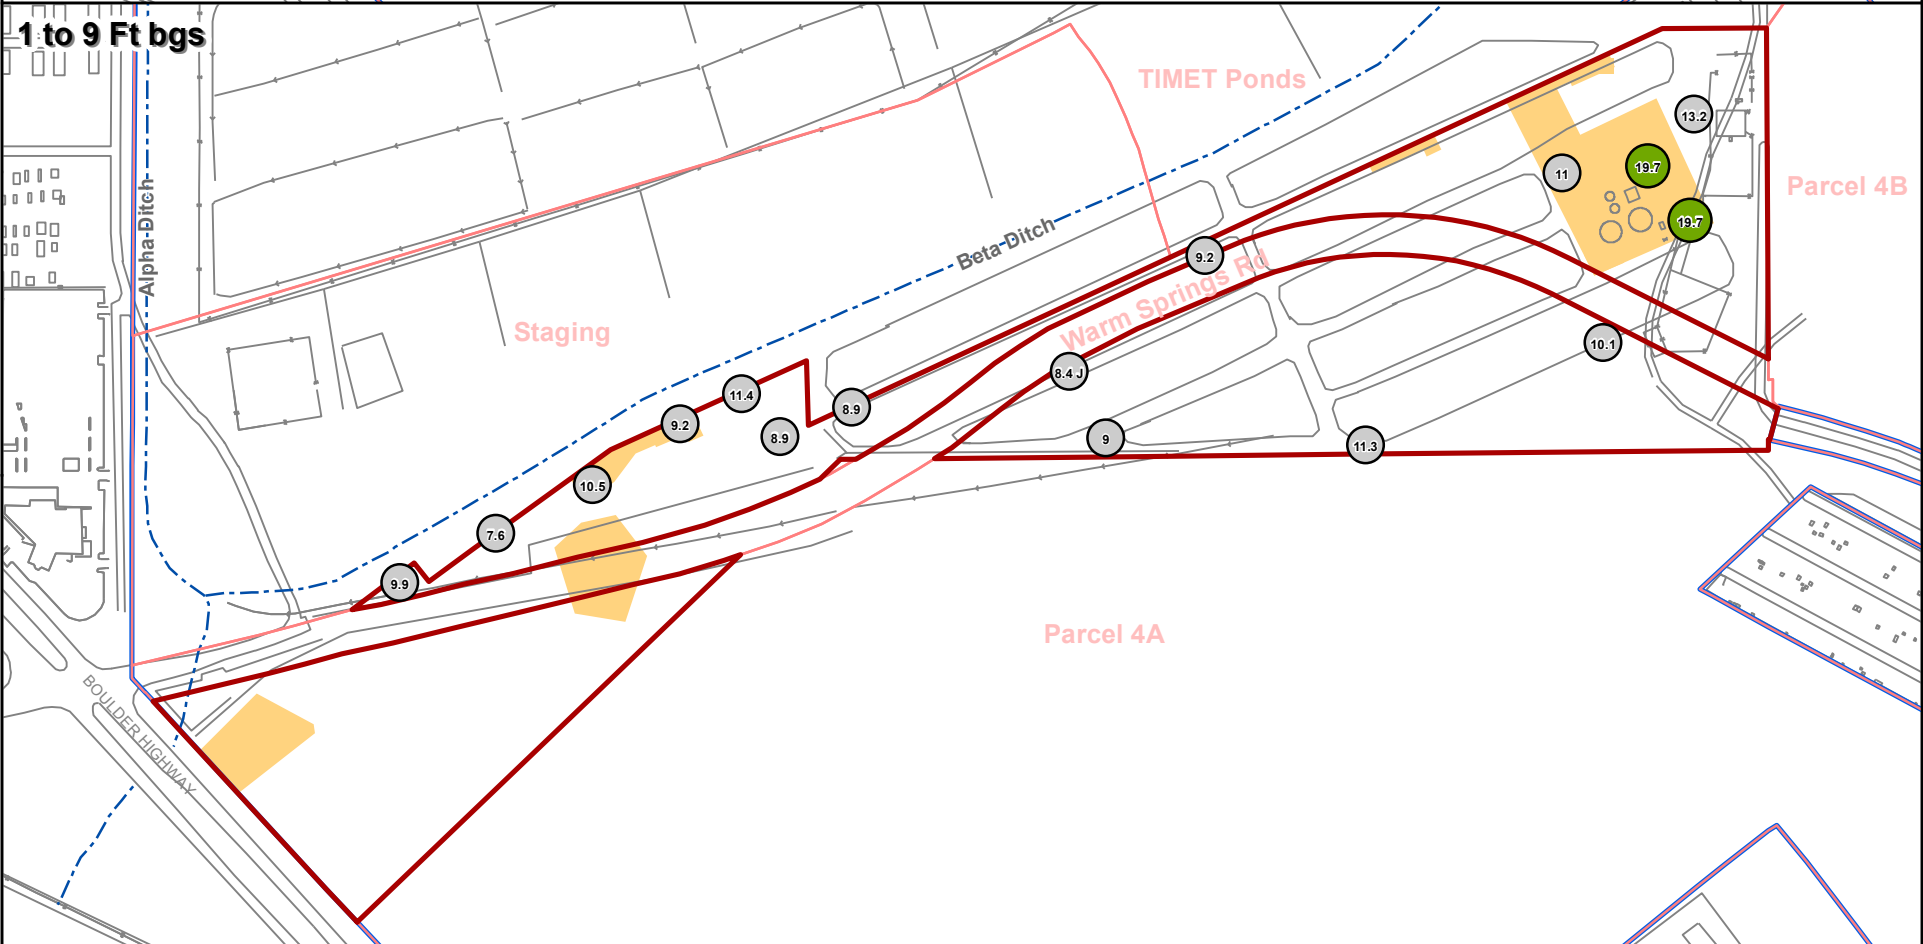 1 to 9 Ft bgs
TIMET Ponds
13.2
11
19.7
Parcel 4B
Alpha Ditch
19.7
Beta Ditch
9.2
Warm Springs Rd
Staging
10.1
8.4 J
11.4
8.9
9.2
8.9
9
11.3
10.5
7.6
9.9
Parcel 4A
BOULDER HIGHWAY